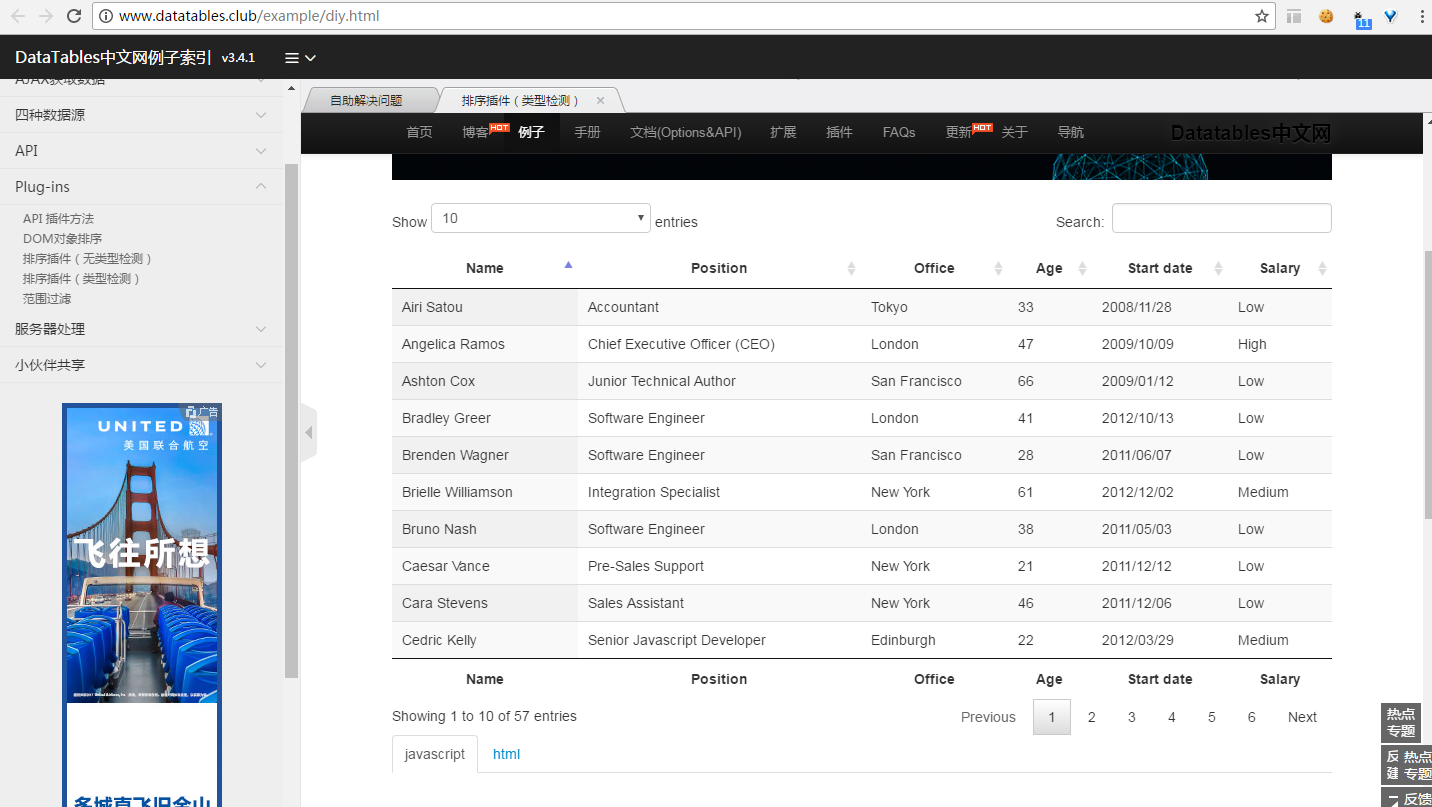 www.datatables.club/example/diy.html
11
DataTables中文网例子索引 v3.4.1
AJAX获取数据
四种数据源
API
Plug-ins
API 插件方法
DOM对象排序
排序插件（无类型检测）
排序插件（类型检测）
范围过滤
服务器处理
小伙伴共享
广告
UNITED
美国联合航空
飞往所想
多城直飞旧金山
自助解决问题 排序插件（类型检测） ×
首页 博客 HOT 例子 手册 文档(Options&API) 扩展 插件 FAQs 更新 HOT 关于 导航 Datatables中文网
Show 10 entries Search:
Name Position Office Age Start date Salary
Airi Satou Accountant Tokyo 33 2008/11/28 Low
Angelica Ramos Chief Executive Officer (CEO) London 47 2009/10/09 High
Ashton Cox Junior Technical Author San Francisco 66 2009/01/12 Low
Bradley Greer Software Engineer London 41 2012/10/13 Low
Brenden Wagner Software Engineer San Francisco 28 2011/06/07 Low
Brielle Williamson Integration Specialist New York 61 2012/12/02 Medium
Bruno Nash Software Engineer London 38 2011/05/03 Low
Caesar Vance Pre-Sales Support New York 21 2011/12/12 Low
Cara Stevens Sales Assistant New York 46 2011/12/06 Low
Cedric Kelly Senior Javascript Developer Edinburgh 22 2012/03/29 Medium
Name Position Office Age Start date Salary
Showing 1 to 10 of 57 entries Previous 1 2 3 4 5 6 Next
javascript html
热点
专题
反 热点
建 专题
反馈